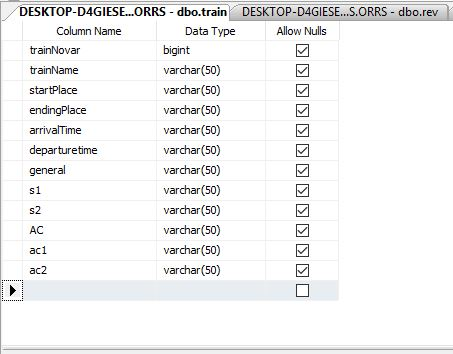 DESKTOP-D4GIESE...ORRS - dbo.train DESKTOP-D4GIESE...S.ORRS - dbo.rev
Column Name Data Type Allow Nulls
trainNovar bigint
trainName varchar(50)
startPlace varchar(50)
endingPlace varchar(50)
arrivalTime varchar(50)
departuretime varchar(50)
general varchar(50)
s1 varchar(50)
s2 varchar(50)
AC varchar(50)
ac1 varchar(50)
ac2 varchar(50)